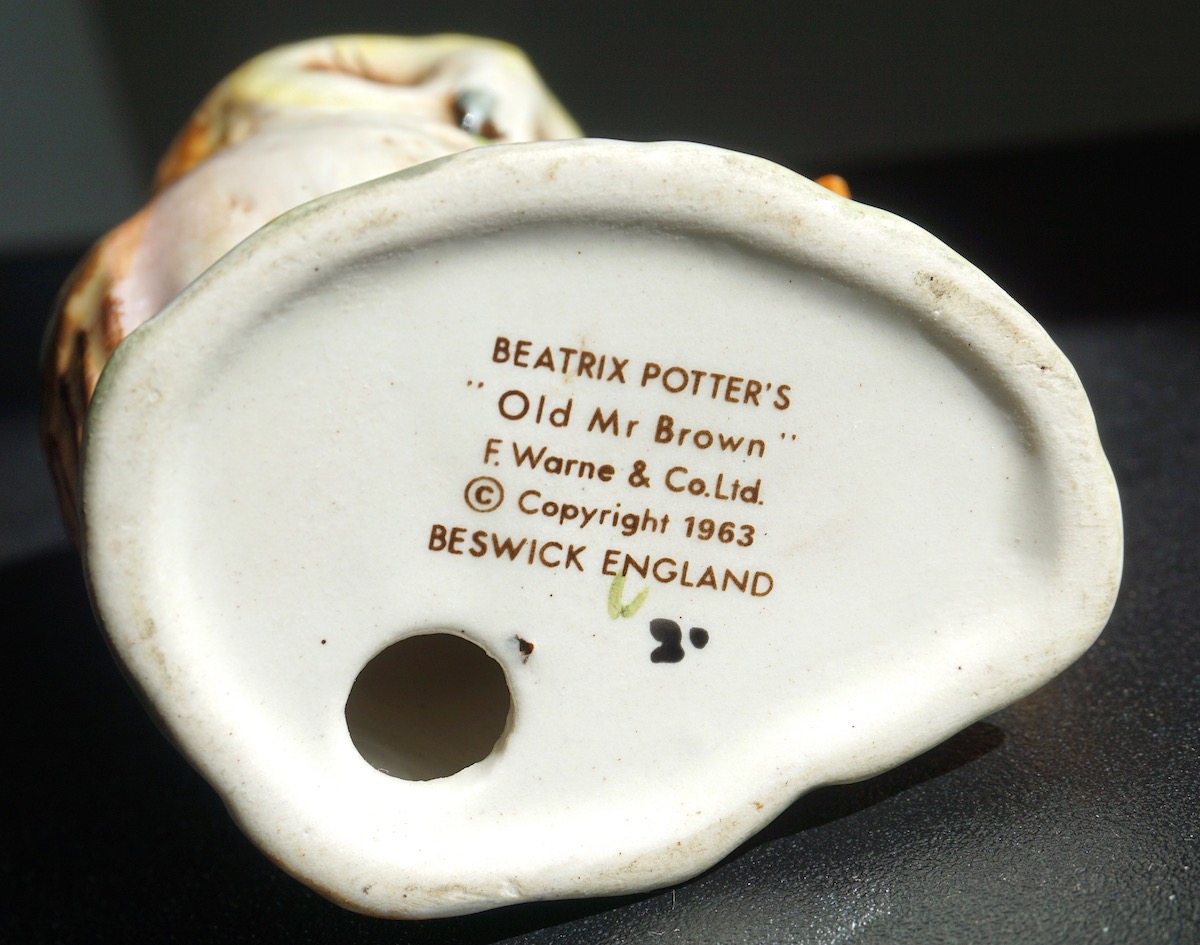 BEATRIX POTTER'S
"Old Mr Brown"
F. Warne & Co.Ltd.
© Copyright 1963
BESWICK ENGLAND